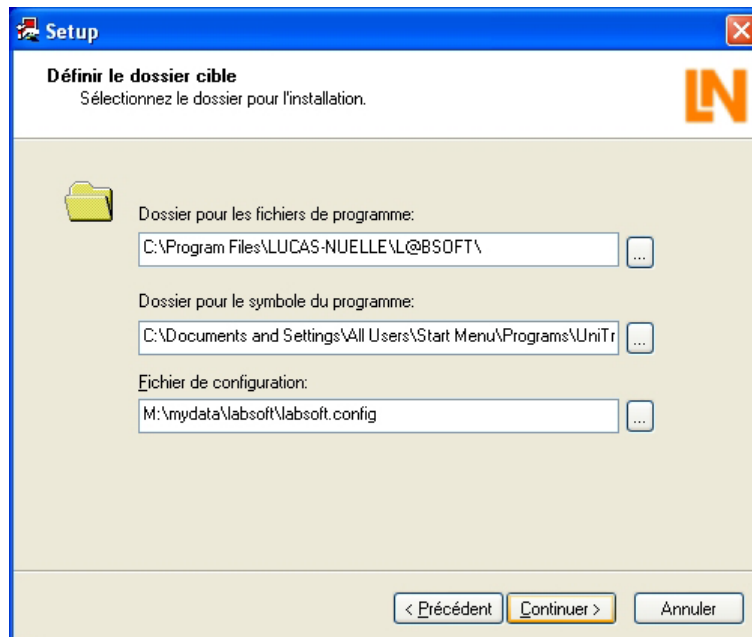 Setup
Définir le dossier cible
Sélectionnez le dossier pour l'installation.
LN
Dossier pour les fichiers de programme:
C:\Program Files\LUCAS-NUELLE\L@BSOFT\
...
Dossier pour le symbole du programme:
C:\Documents and Settings\All Users\Start Menu\Programs\UniTr
...
Fichier de configuration:
M:\mydata\labsoft\labsoft.config
...
< Précédent
Continuer >
Annuler